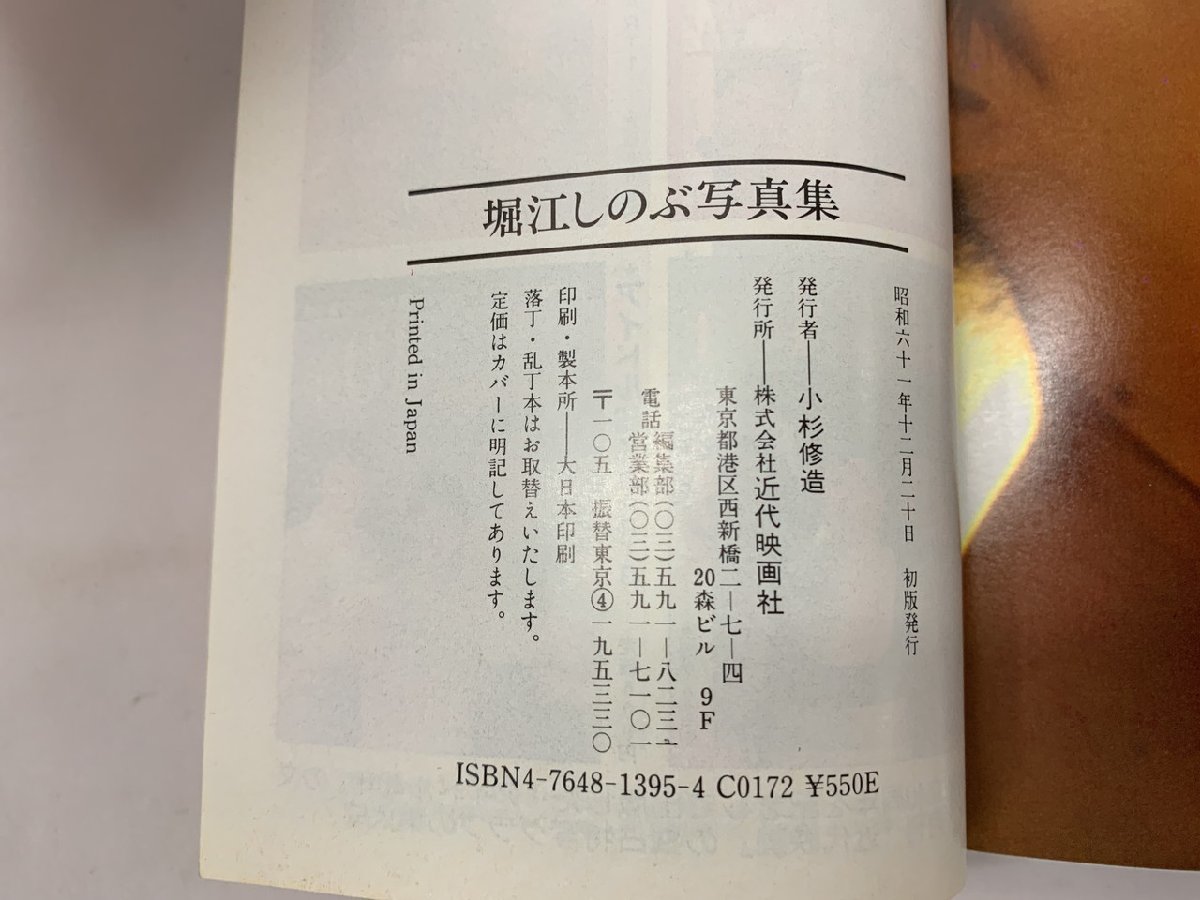 堀江しのぶ写真集
昭和六十一年十二月二十日 初版発行
発行者――小杉修造
発行所――株式会社近代映画社
東京都港区西新橋二―七―四
20森ビル 9F
電話 編集部(〇三)五九一―八二三一
営業部(〇三)五九一―七一〇一
〒一〇五 振替東京④一九五三三〇
印刷・製本所――大日本印刷
落丁・乱丁本はお取替えいたします。
定価はカバーに明記してあります。
Printed in Japan
ISBN4-7648-1395-4 C0172 ¥550E